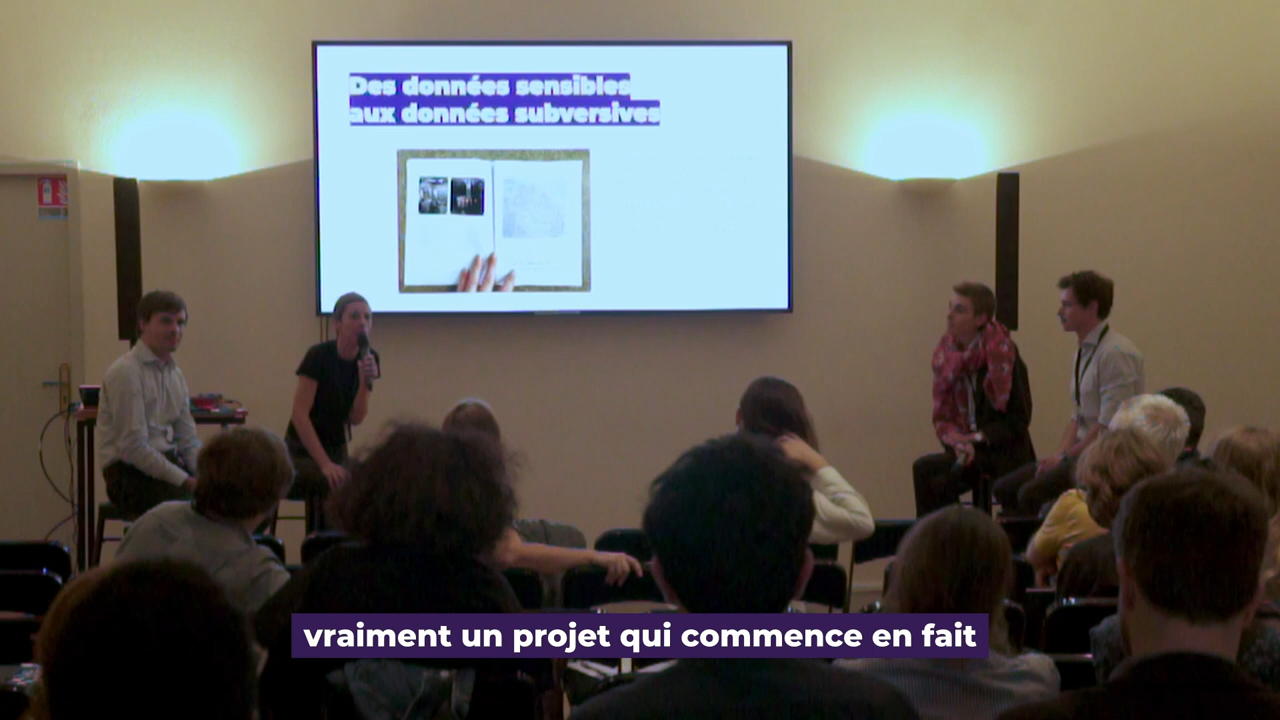 Des données sensibles
aux données subversives
vraiment un projet qui commence en fait